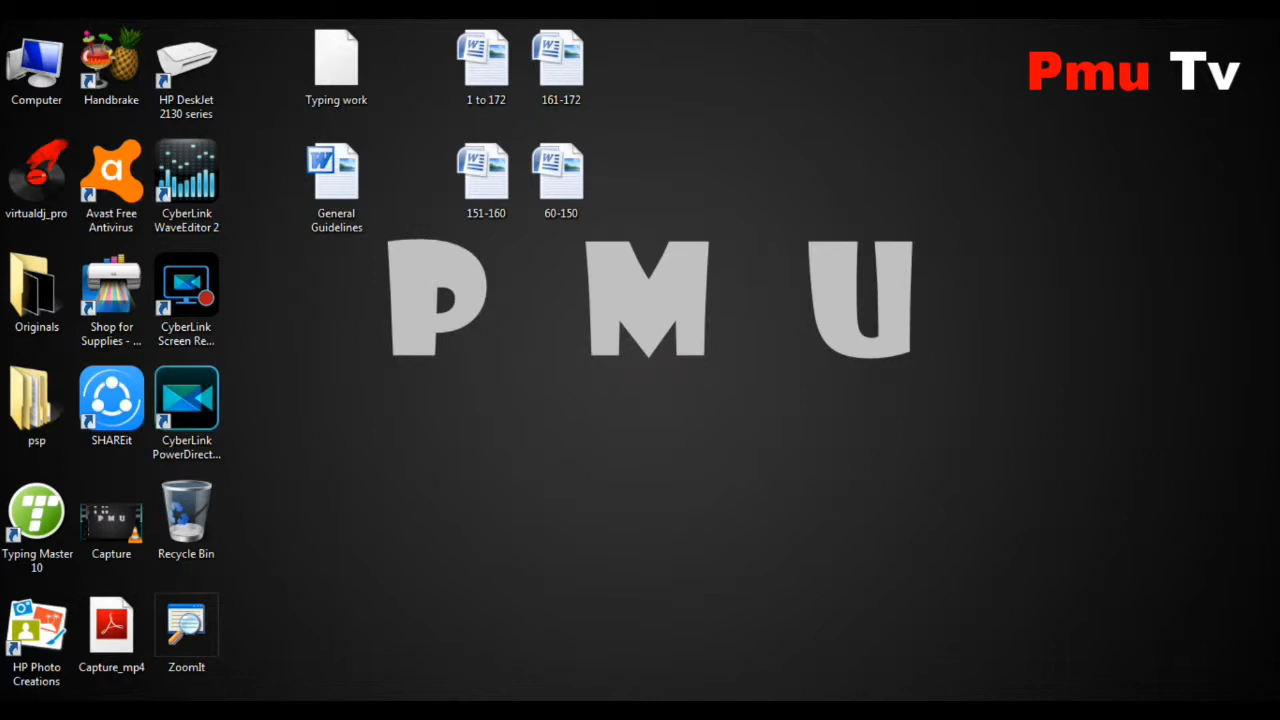 Pmu Tv
Computer
Handbrake
HP DeskJet
2130 series
Typing work
1 to 172
161-172
virtualdj_pro
Avast Free
Antivirus
CyberLink
WaveEditor 2
General
Guidelines
151-160
60-150
P M U
Originals
Shop for
Supplies - ...
CyberLink
Screen Re...
psp
SHAREit
CyberLink
PowerDirect...
Typing Master
10
Capture
Recycle Bin
HP Photo
Creations
Capture_mp4
ZoomIt